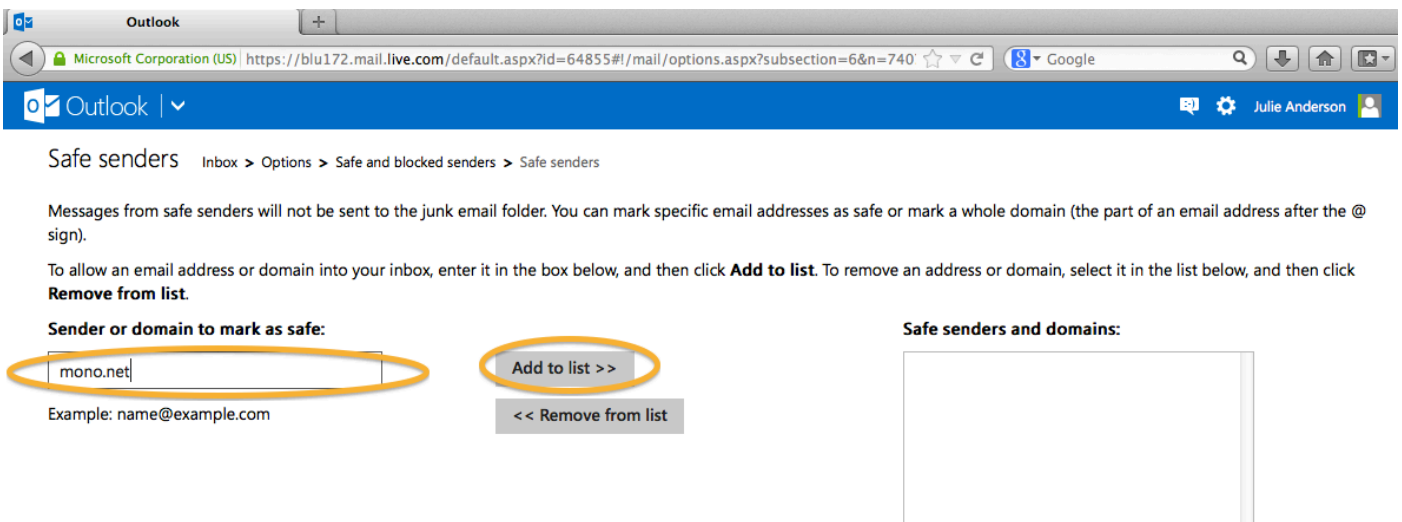 Outlook
Microsoft Corporation (US) https://blu172.mail.live.com/default.aspx?id=64855#!/mail/options.aspx?subsection=6&n=740 Google
Outlook Julie Anderson
Safe senders Inbox > Options > Safe and blocked senders > Safe senders
Messages from safe senders will not be sent to the junk email folder. You can mark specific email addresses as safe or mark a whole domain (the part of an email address after the @
sign).
To allow an email address or domain into your inbox, enter it in the box below, and then click Add to list. To remove an address or domain, select it in the list below, and then click
Remove from list.
Sender or domain to mark as safe: Safe senders and domains:
mono.net Add to list >>
Example: name@example.com << Remove from list